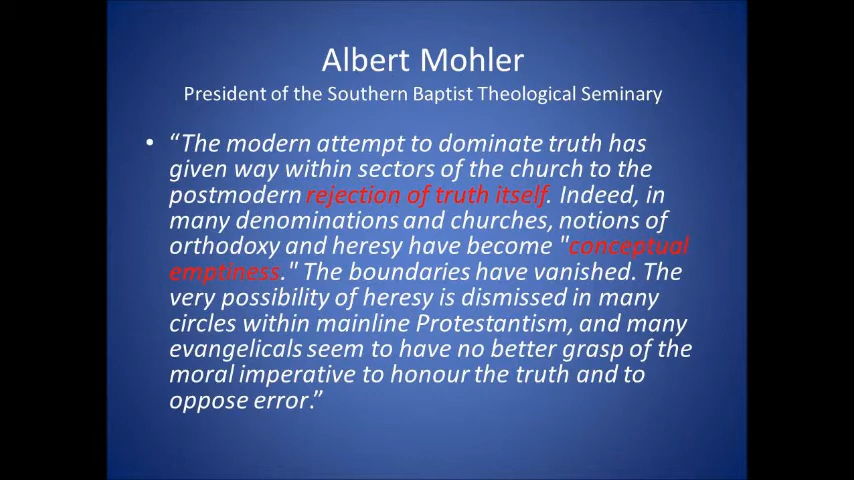 Albert Mohler
President of the Southern Baptist Theological Seminary
• “The modern attempt to dominate truth has
given way within sectors of the church to the
postmodern rejection of truth itself. Indeed, in
many denominations and churches, notions of
orthodoxy and heresy have become "conceptual
emptiness." The boundaries have vanished. The
very possibility of heresy is dismissed in many
circles within mainline Protestantism, and many
evangelicals seem to have no better grasp of the
moral imperative to honour the truth and to
oppose error.”